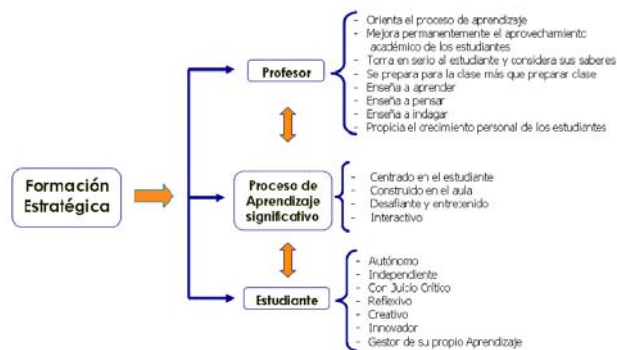 Formación
Estratégica
Profesor
- Orienta el proceso de aprendizaje
- Mejora permanentemente el aprovechamiento
académico de los estudiantes
- Toma en serio al estudiante y considera sus saberes
- Se prepara para la clase más que preparar clase
- Enseña a aprender
- Enseña a pensar
- Enseña a indagar
- Propicia el crecimiento personal de los estudiantes
Proceso de
Aprendizaje
significativo
- Centrado en el estudiante
- Construido en el aula
- Desafiante y entretenido
- Interactivo
Estudiante
- Autónomo
- Independiente
- Con Juicio Crítico
- Reflexivo
- Creativo
- Innovador
- Gestor de su propio Aprendizaje